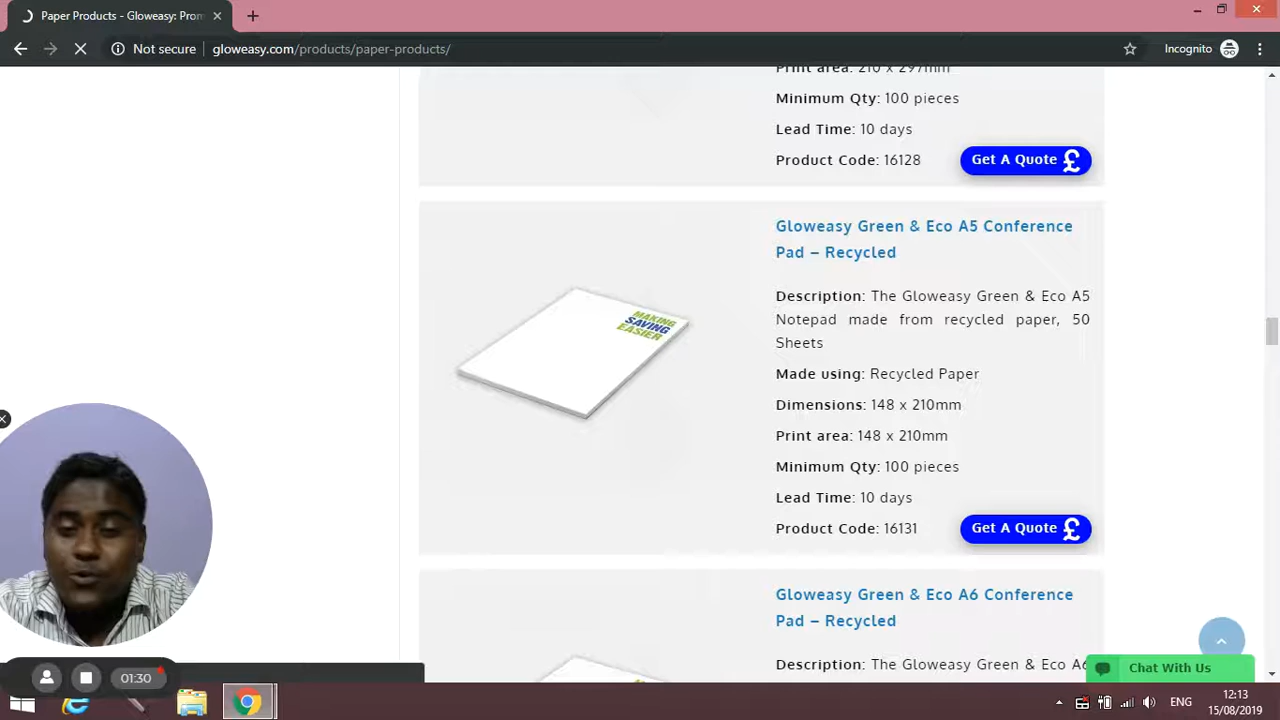 Paper Products - Gloweasy: Prom
Not secure gloweasy.com/products/paper-products/ Incognito
Print area: 210 x 297mm
Minimum Qty: 100 pieces
Lead Time: 10 days
Product Code: 16128 Get A Quote £
Gloweasy Green & Eco A5 Conference
Pad – Recycled
Description: The Gloweasy Green & Eco A5
Notepad made from recycled paper, 50
Sheets
Made using: Recycled Paper
Dimensions: 148 x 210mm
Print area: 148 x 210mm
Minimum Qty: 100 pieces
Lead Time: 10 days
Product Code: 16131 Get A Quote £
MAKING
SAVING
EASIER
Gloweasy Green & Eco A6 Conference
Pad – Recycled
Description: The Gloweasy Green & Eco A6
Chat With Us
01:30
ENG
12:13
15/08/2019